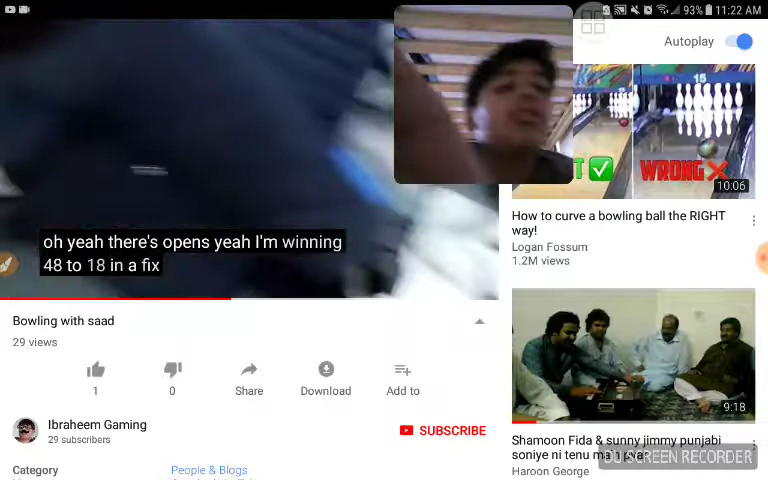 93% 11:22 AM
Autoplay
15
WRONG
10:06
oh yeah there's opens yeah I'm winning
48 to 18 in a fix
How to curve a bowling ball the RIGHT
way!
Logan Fossum
1.2M views
Bowling with saad
29 views
1
0
Share
Download
Add to
Ibraheem Gaming
29 subscribers
SUBSCRIBE
Category
People & Blogs
9:18
Shamoon Fida & sunny jimmy punjabi
soniye ni tenu
Haroon George
DU SCREEN RECORDER